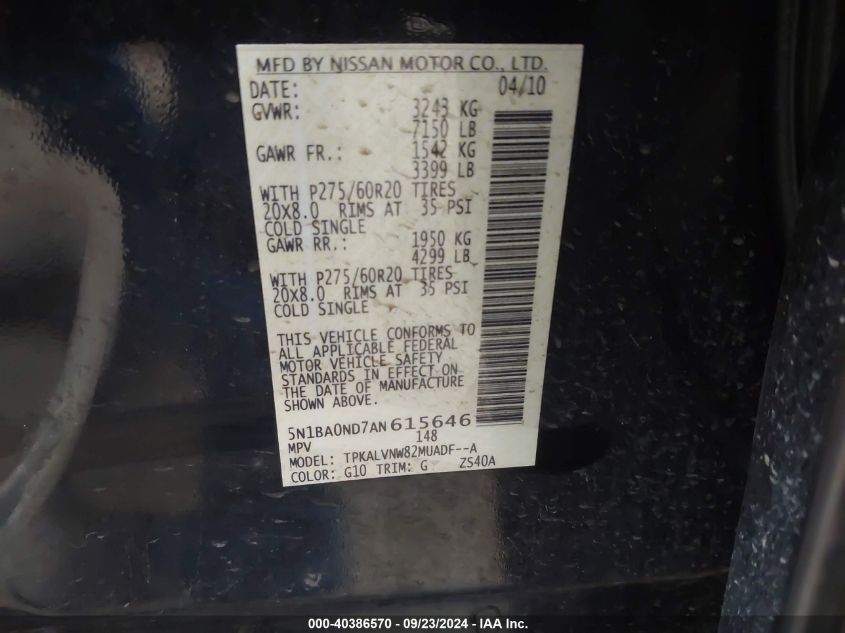 MFD BY NISSAN MOTOR CO., LTD.
DATE: 04/10
GVWR: 3243 KG
7150 LB
GAWR FR.: 1542 KG
3399 LB
WITH P275/60R20 TIRES
20X8.0 RIMS AT 35 PSI
COLD SINGLE
GAWR RR.: 1950 KG
4299 LB
WITH P275/60R20 TIRES
20X8.0 RIMS AT 35 PSI
COLD SINGLE
THIS VEHICLE CONFORMS TO
ALL APPLICABLE FEDERAL
MOTOR VEHICLE SAFETY
STANDARDS IN EFFECT ON
THE DATE OF MANUFACTURE
SHOWN ABOVE.
5N1BA0ND7AN615646
MPV 148
MODEL: TPKALVNW82MUADF--A
COLOR: G10 TRIM: G ZS40A
000-40386570 - 09/23/2024 - IAA Inc.